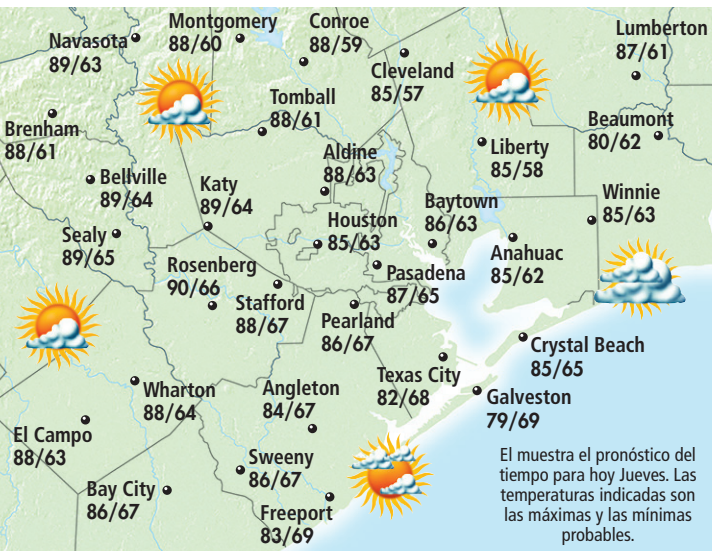 Montgomery
88/60
Conroe
88/59
Lumberton
87/61
Navasota
89/63
Cleveland
85/57
Tomball
88/61
Beaumont
80/62
Brenham
88/61
Liberty
85/58
Aldine
88/63
Bellville
89/64
Katy
89/64
Baytown
86/63
Winnie
85/63
Houston
85/63
Sealy
89/65
Anahuac
85/62
Rosenberg
90/66
Pasadena
87/65
Stafford
88/67
Pearland
86/67
Crystal Beach
85/65
Texas City
82/68
Wharton
88/64
Angleton
84/67
Galveston
79/69
El Campo
88/63
Sweeny
86/67
Bay City
86/67
Freeport
83/69
El muestra el pronóstico del
tiempo para hoy Jueves. Las
temperaturas indicadas son
las máximas y las mínimas
probables.